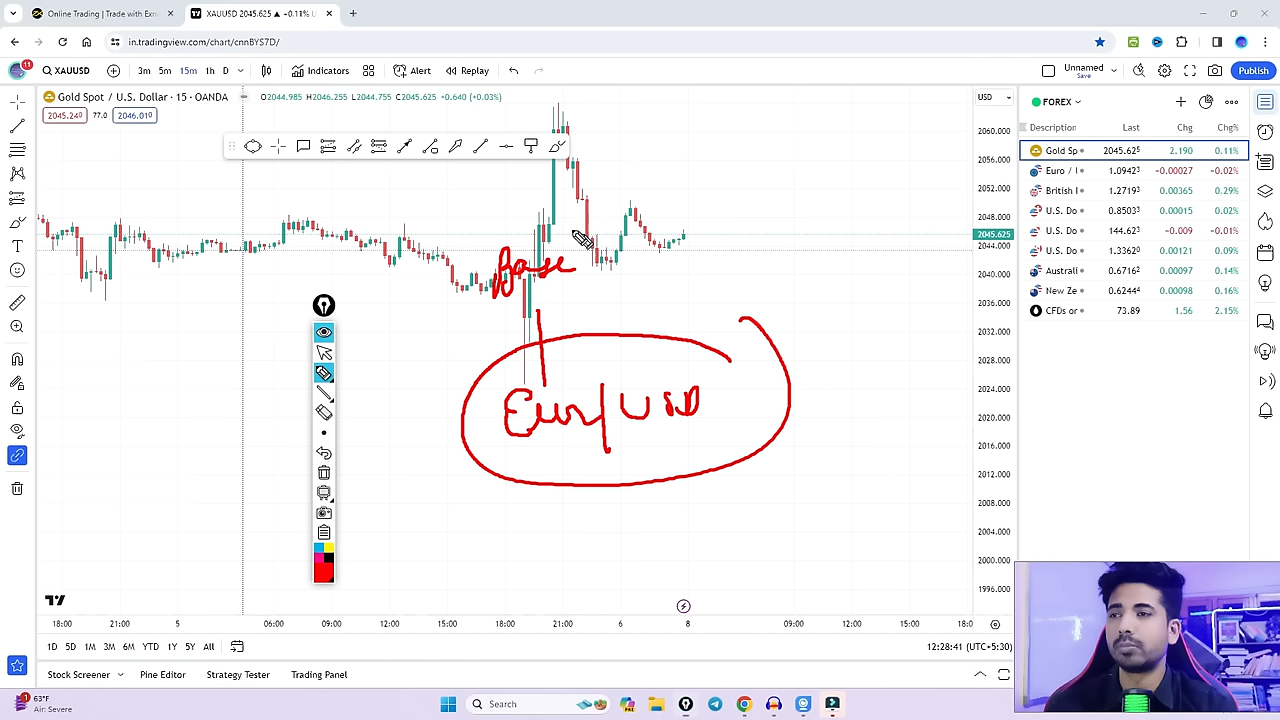 Online Trading | Trade with Exn
XAUUSD 2045.625 ▲ +0.11% U
in.tradingview.com/chart/cnnBYS7D/
11
XAUUSD
3m 5m 15m 1h D
Indicators
Alert
Replay
Unnamed
Save
Publish
Gold Spot / U.S. Dollar · 15 · OANDA
O2044.985 H2046.255 L2044.755 C2045.625 +0.640 (+0.03%)
2045.240 77.0 2046.010
USD
2060.000
2056.000
2052.000
2048.000
2045.625
2044.000
2040.000
2036.000
2032.000
2028.000
2024.000
2020.000
2016.000
2012.000
2008.000
2004.000
2000.000
1996.000
Base
Eur/USD
FOREX
Description Last Chg Chg%
Gold Sp 2045.625 2.190 0.11%
Euro / 1.09423 −0.00027 −0.02%
British 1.27193 0.00365 0.29%
U.S. Do 0.85033 0.00015 0.02%
U.S. Do 144.623 −0.009 −0.01%
U.S. Do 1.33620 0.00121 0.09%
Australi 0.67162 0.00097 0.14%
New Ze 0.62444 0.00098 0.16%
CFDs or 73.89 1.56 2.15%
18:00 21:00 5 09:00 12:00 15:00 6 8 09:00 12:00 15:00 18:00
1D 5D 1M 3M 6M YTD 1Y 5Y All
12:28:41 (UTC+5:30)
Stock Screener
Pine Editor
Strategy Tester
Trading Panel
1
63°F
Air: Severe
Search
PRE